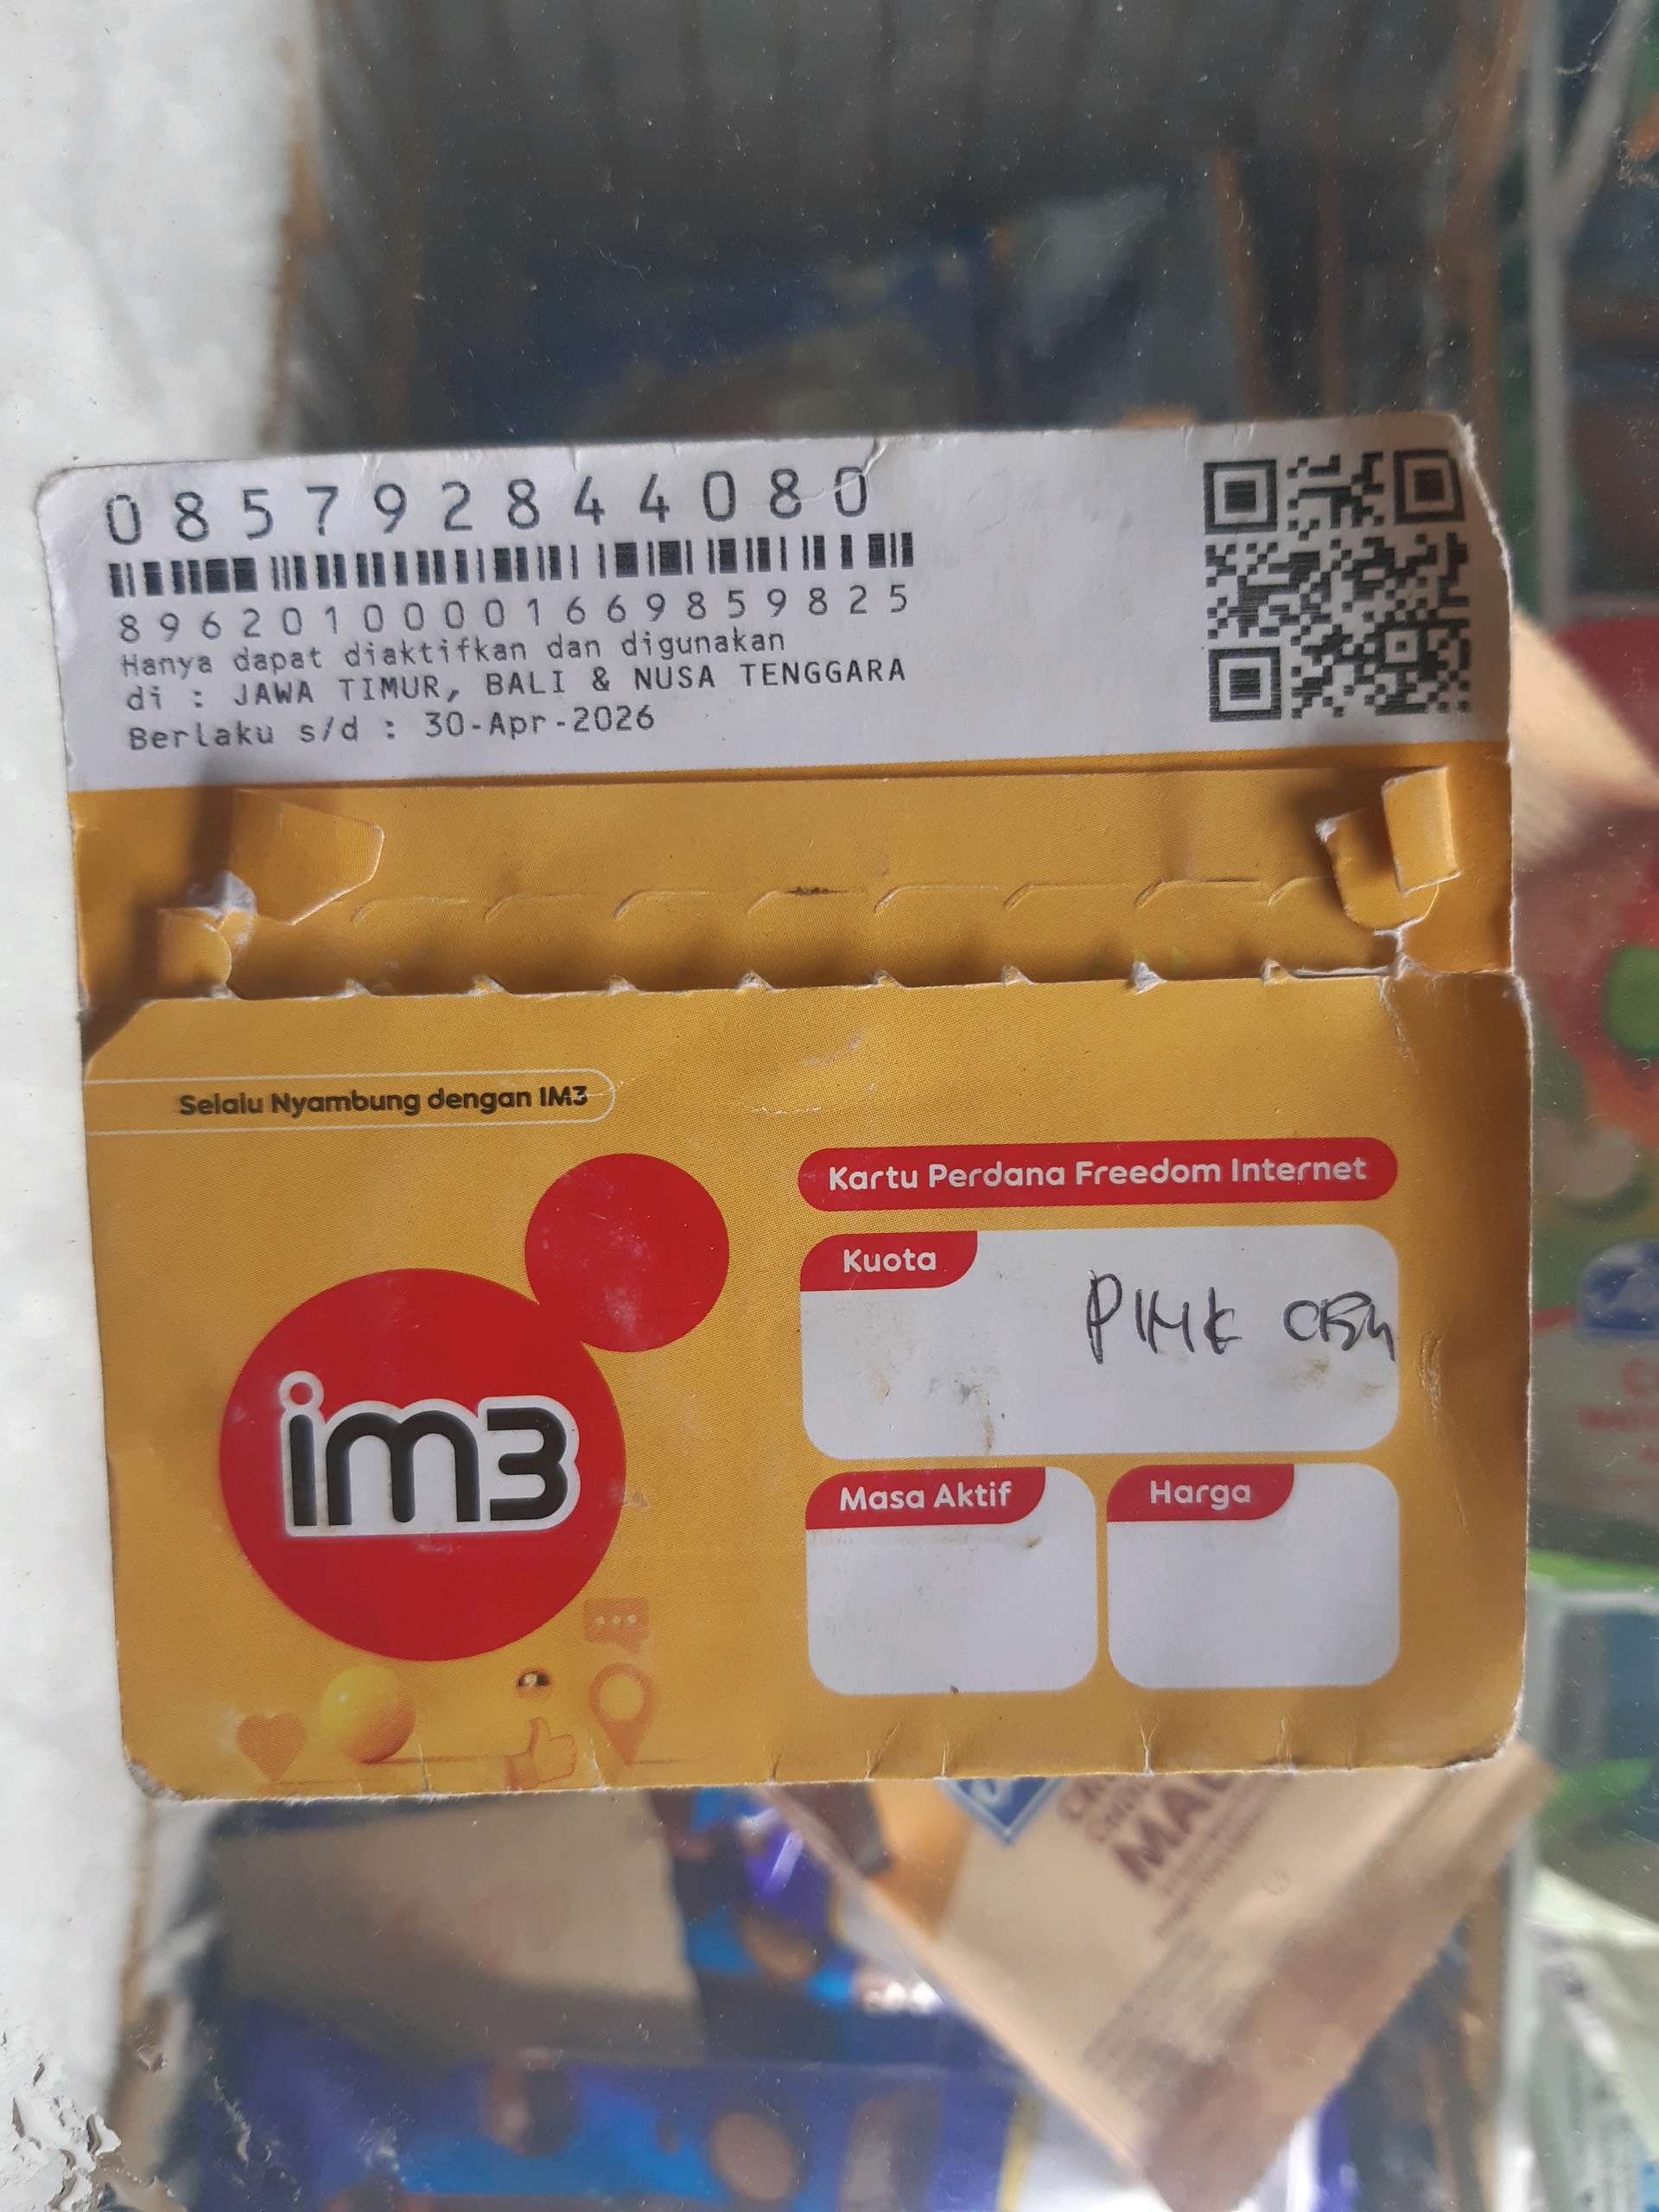 085792844080
89620100001669859825
Hanya dapat diaktifkan dan digunakan
di : JAWA TIMUR, BALI & NUSA TENGGARA
Berlaku s/d : 30-Apr-2026
Selalu Nyambung dengan IM3
Kartu Perdana Freedom Internet
Kuota
im3
Masa Aktif
Harga